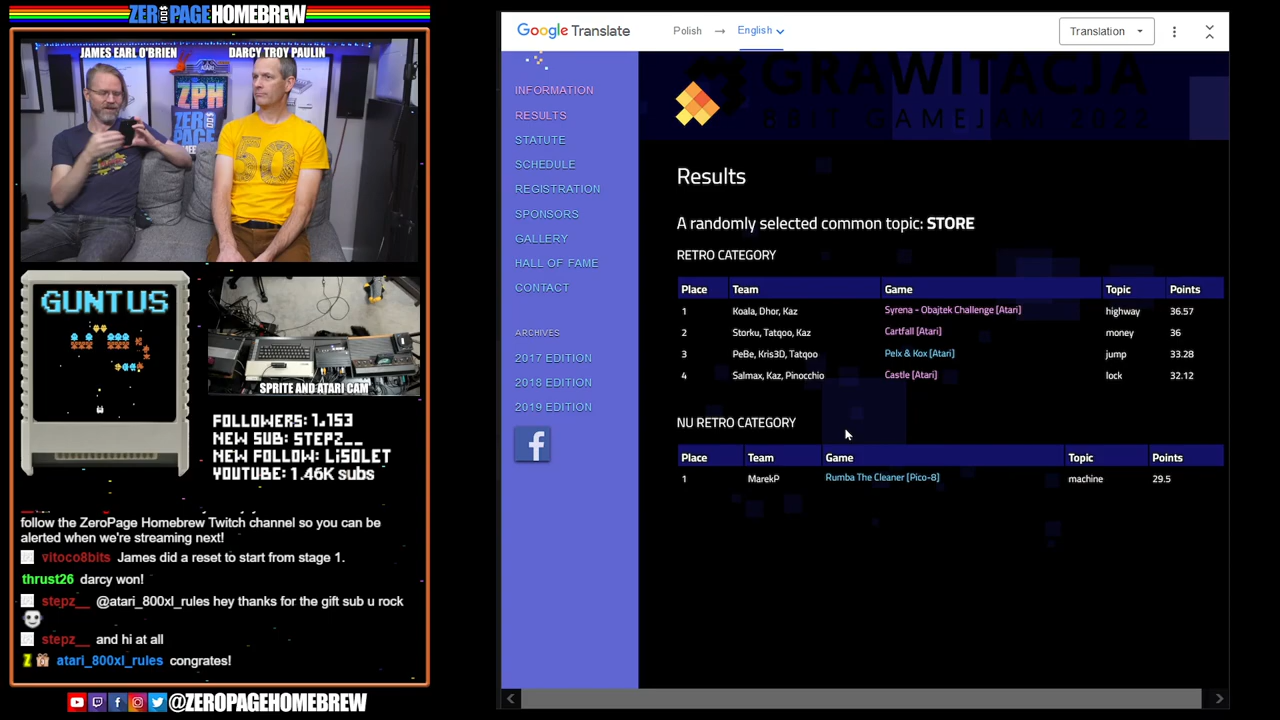 ZEROPAGEHOMEBREW
JAMES EARL O'BRIEN
DARCY TROY PAULIN
ATARI
ZPH
ZERO
PAGE
50
GUNTUS
SPRITE AND ATARI CAM
FOLLOWERS: 1,153
NEW SUB: STEPZ__
NEW FOLLOW: LISOLET
YOUTUBE: 1.46K subs
follow the ZeroPage Homebrew Twitch channel so you can
be alerted when we're streaming next!
vitoco8bits James did a reset to start from stage 1.
thrust26 darcy won!
stepz__ @atari_800xl_rules hey thanks for the gift sub u rock
stepz__ and hi at all
Z atari_800xl_rules congrates!
@ZEROPAGEHOMEBREW
Google Translate
Polish → English
Translation
INFORMATION
RESULTS
STATUTE
SCHEDULE
REGISTRATION
SPONSORS
GALLERY
HALL OF FAME
CONTACT
ARCHIVES
2017 EDITION
2018 EDITION
2019 EDITION
f
GRAWITACJA
8BIT GAMEJAM 2022
Results
A randomly selected common topic: STORE
RETRO CATEGORY
Place Team Game Topic Points
1 Koala, Dhor, Kaz Syrena - Obajtek Challenge [Atari] highway 36.57
2 Storku, Tatqoo, Kaz Cartfall [Atari] money 36
3 PeBe, Kris3D, Tatqoo Pelx & Kox [Atari] jump 33.28
4 Salmax, Kaz, Pinocchio Castle [Atari] lock 32.12
NU RETRO CATEGORY
Place Team Game Topic Points
1 MarekP Rumba The Cleaner [Pico-8] machine 29.5